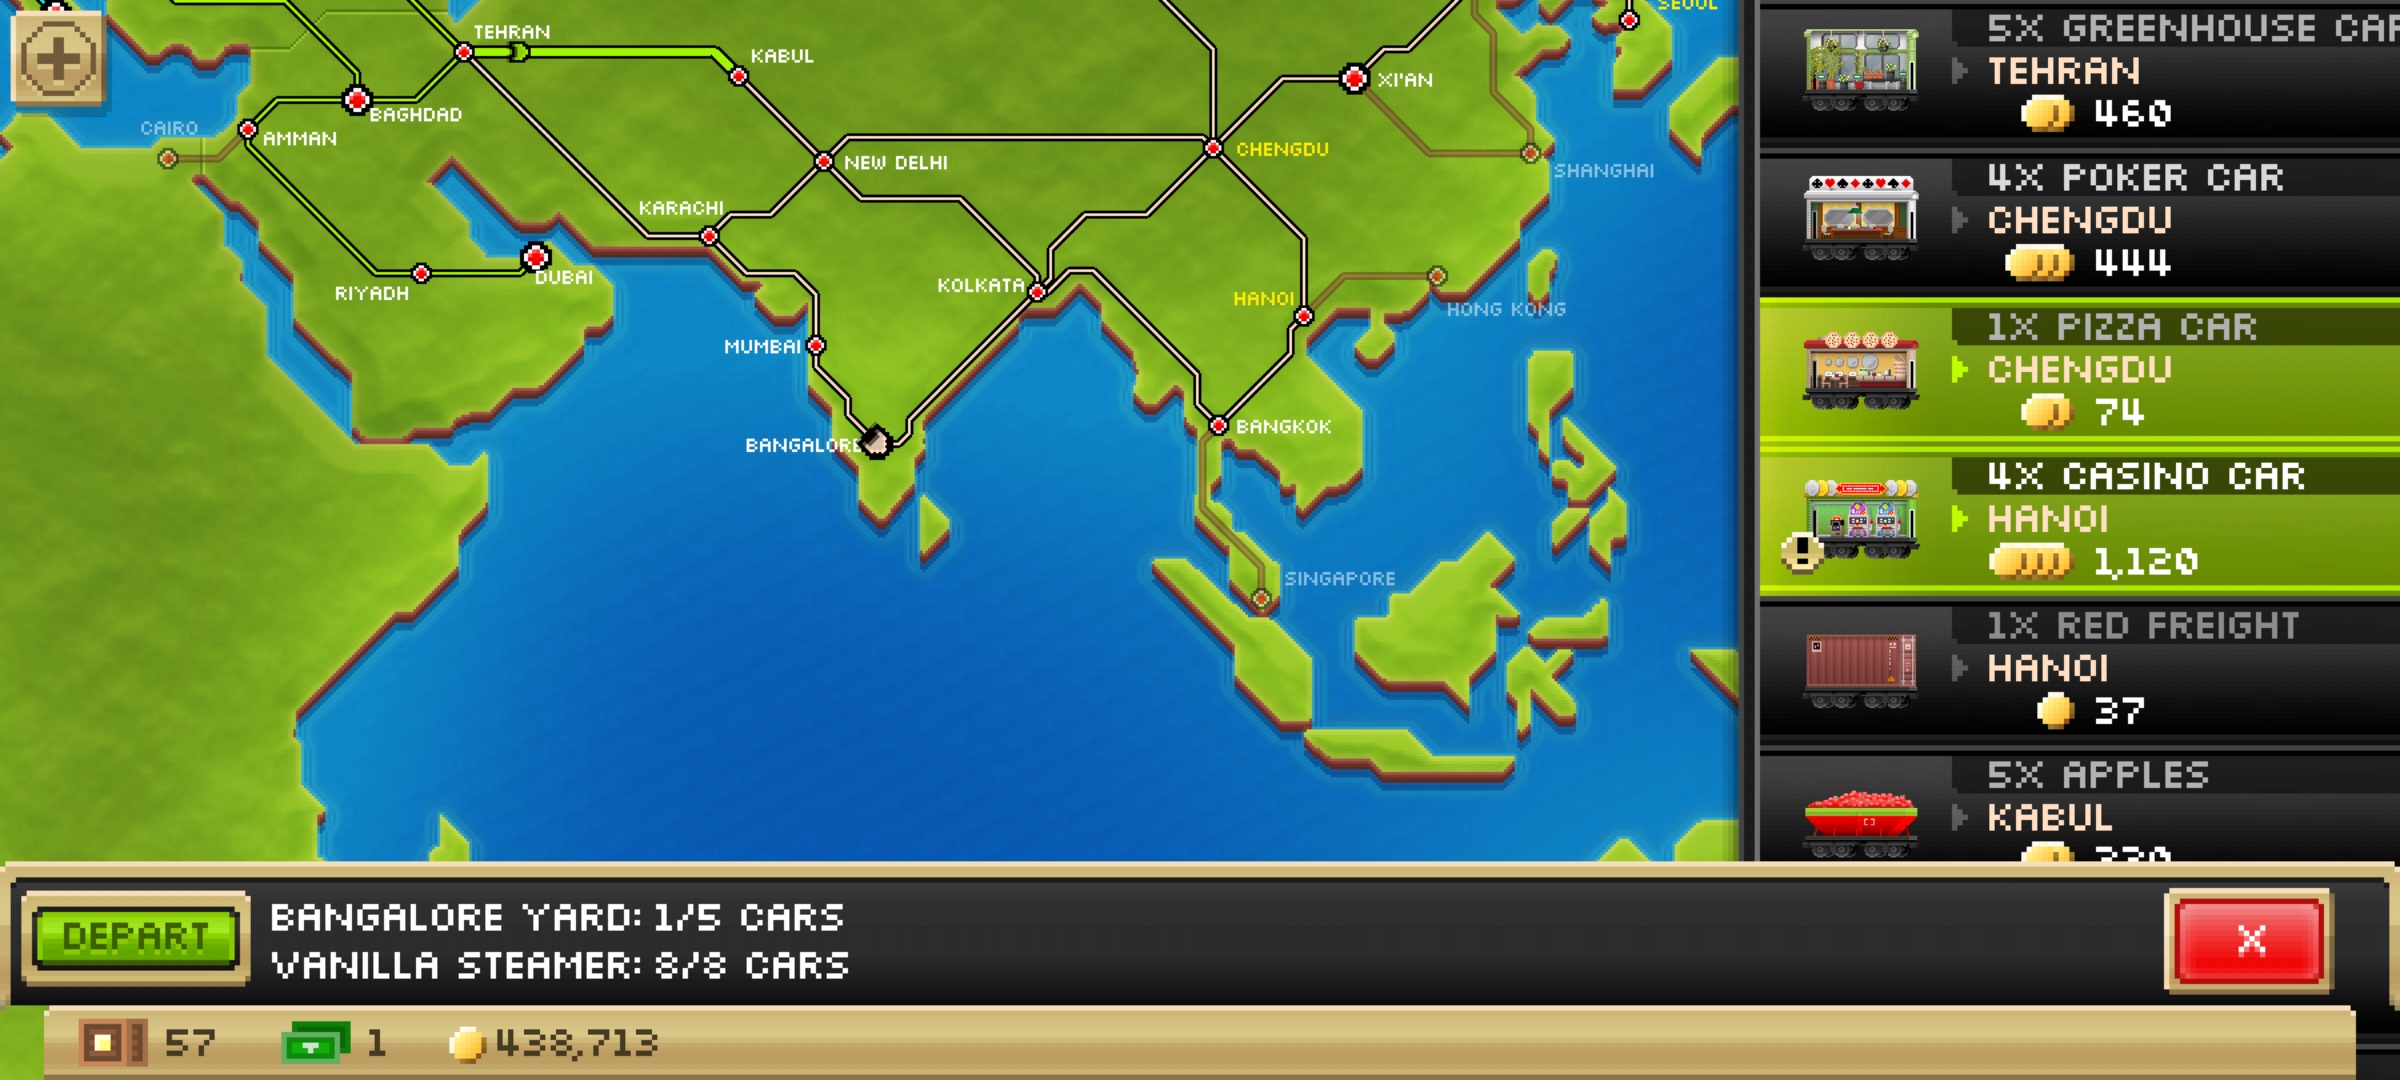 SEOUL
TEHRAN
KABUL
BAGHDAD
XI'AN
CAIRO
AMMAN
NEW DELHI
CHENGDU
SHANGHAI
KARACHI
RIYADH
DUBAI
KOLKATA
HANOI
HONG KONG
MUMBAI
BANGALORE
BANGKOK
SINGAPORE
5X GREENHOUSE CAR
TEHRAN
460
4X POKER CAR
CHENGDU
444
1X PIZZA CAR
CHENGDU
74
4X CASINO CAR
HANOI
1,120
1X RED FREIGHT
HANOI
37
5X APPLES
KABUL
DEPART
BANGALORE YARD: 1/5 CARS
VANILLA STEAMER: 8/8 CARS
X
57
1
438,713